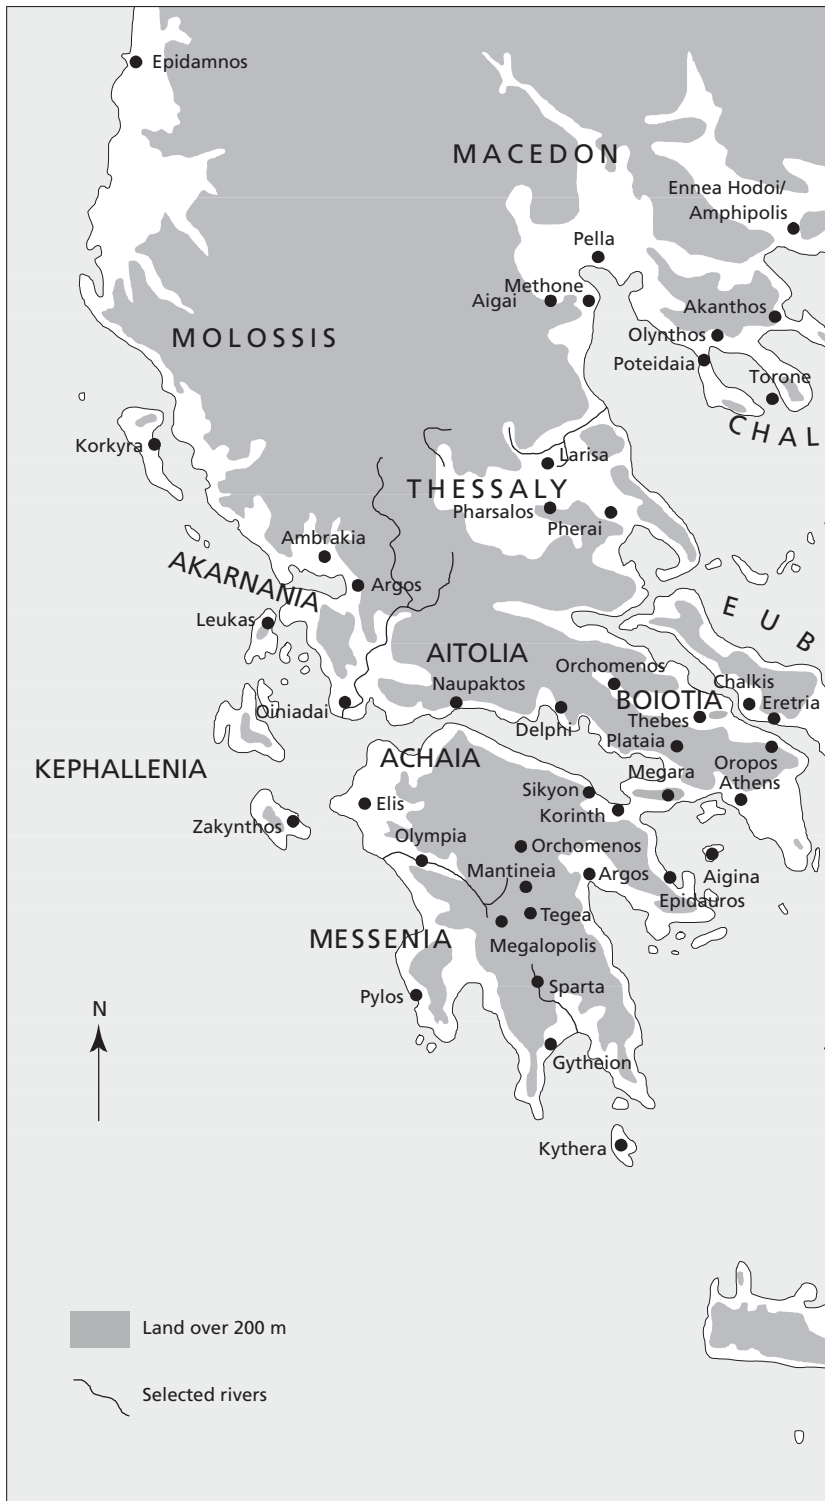 Epidamnos
MACEDON
Ennea Hodoi/
Amphipolis
Pella
Methone
Aigai
Akanthos
MOLOSSIS
Olynthos
Poteidaia
Torone
CHAL
Korkyra
Larisa
THESSALY
Pharsalos
Pherai
Ambrakia
AKARNANIA
Argos
Leukas
EUB
AITOLIA
Orchomenos
Chalkis
Naupaktos
BOIOTIA
Eretria
Oiniadai
Thebes
Delphi
Plataia
ACHAIA
Oropos
KEPHALLENIA
Megara
Athens
Sikyon
Elis
Korinth
Zakynthos
Olympia
Orchomenos
Mantineia
Argos
Aigina
Epidauros
Tegea
MESSENIA
Megalopolis
Sparta
Pylos
N
Gytheion
Kythera
Land over 200 m
Selected rivers